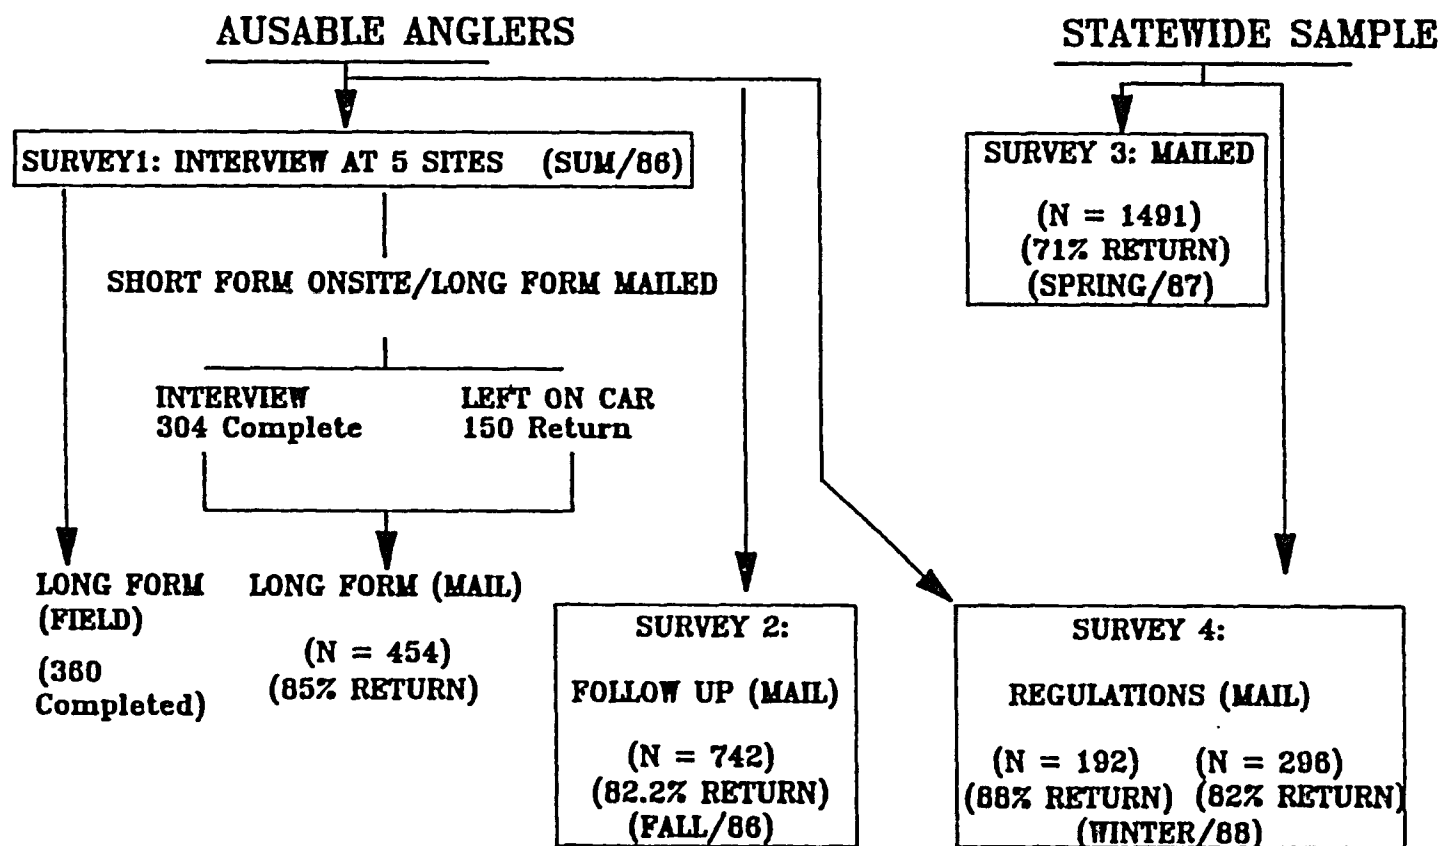 AUSABLE ANGLERS
STATEWIDE SAMPLE
SURVEY1: INTERVIEW AT 5 SITES (SUM/86)
SURVEY 3: MAILED
(N = 1491)
(71% RETURN)
(SPRING/87)
SHORT FORM ONSITE/LONG FORM MAILED
INTERVIEW
304 Complete
LEFT ON CAR
150 Return
LONG FORM
(FIELD)
(360
Completed)
LONG FORM (MAIL)
(N = 454)
(85% RETURN)
SURVEY 2:
FOLLOW UP (MAIL)
(N = 742)
(82.2% RETURN)
(FALL/86)
SURVEY 4:
REGULATIONS (MAIL)
(N = 192) (N = 296)
(88% RETURN) (82% RETURN)
(WINTER/88)